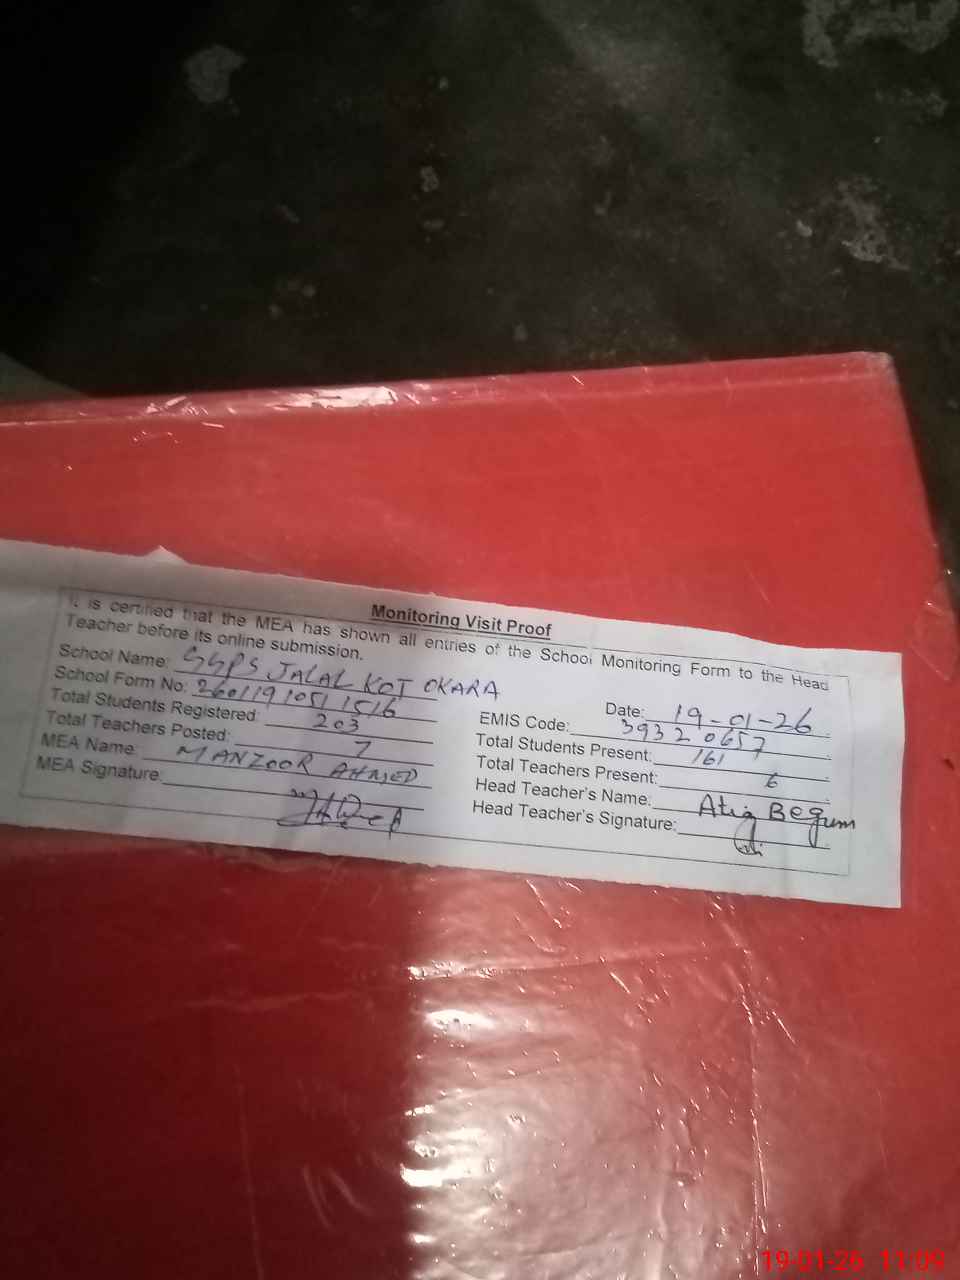 Monitoring Visit Proof
It is certified that the MEA has shown all entries of the School Monitoring Form to the Head
Teacher before its online submission.
School Name: GGPS JALAL KOT OKARA
Date: 19-01-26
School Form No: 26011910511516
EMIS Code: 39320657
Total Students Registered: 203
Total Students Present: 161
Total Teachers Posted: 7
Total Teachers Present: 6
MEA Name: MANZOOR AHMED
Head Teacher's Name: Atiq Begum
MEA Signature:
Head Teacher's Signature:
19-01-26 11:09